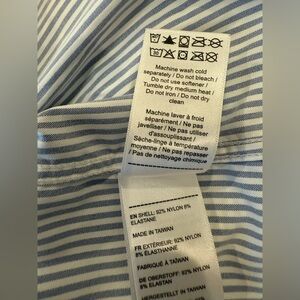 Machine wash cold
separately / Do not bleach /
Do not use softener /
Tumble dry medium heat /
Do not iron / Do not dry
clean
Machine laver à froid
séparément / Ne pas
javelliser / Ne pas utiliser
d'assouplissant /
Sèche-linge à température
moyenne / Ne pas repasser
/ Pas de nettoyage chimique
EN SHELL: 92% NYLON 8%
ELASTANE
MADE IN TAIWAN
FR EXTÉRIEUR: 92% NYLON
8% ÉLASTHANNE
FABRIQUÉ À TAÏWAN
DE OBERSTOFF: 92% NYLON
8% ELASTAN
HERGESTELLT IN TAIWAN